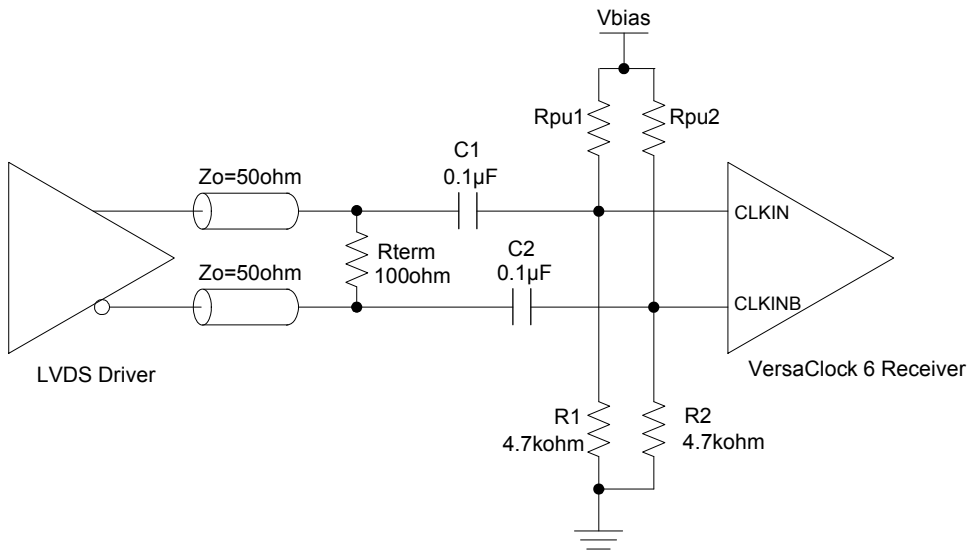 Vbias
Rpu1
Rpu2
C1
0.1µF
Zo=50ohm
CLKIN
Rterm
100ohm
C2
0.1µF
Zo=50ohm
CLKINB
LVDS Driver
VersaClock 6 Receiver
R1
4.7kohm
R2
4.7kohm